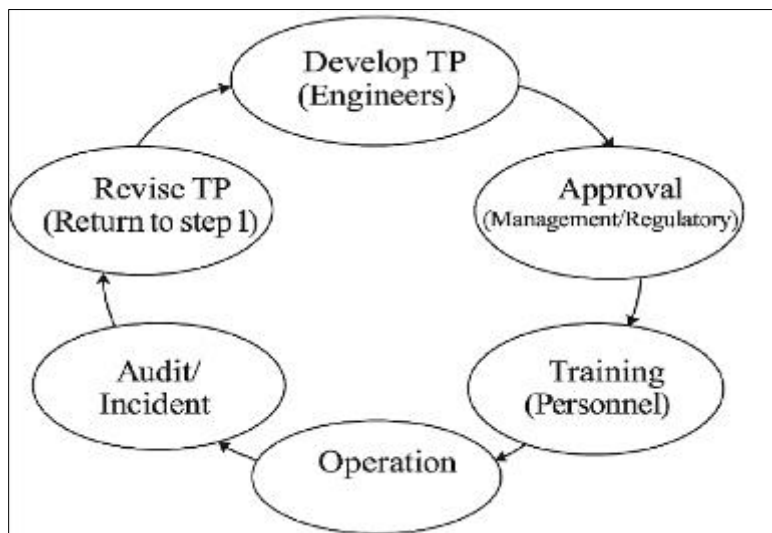 Develop TP
(Engineers)
Approval
(Management/Regulatory)
Training
(Personnel)
Operation
Audit/
Incident
Revise TP
(Return to step 1)